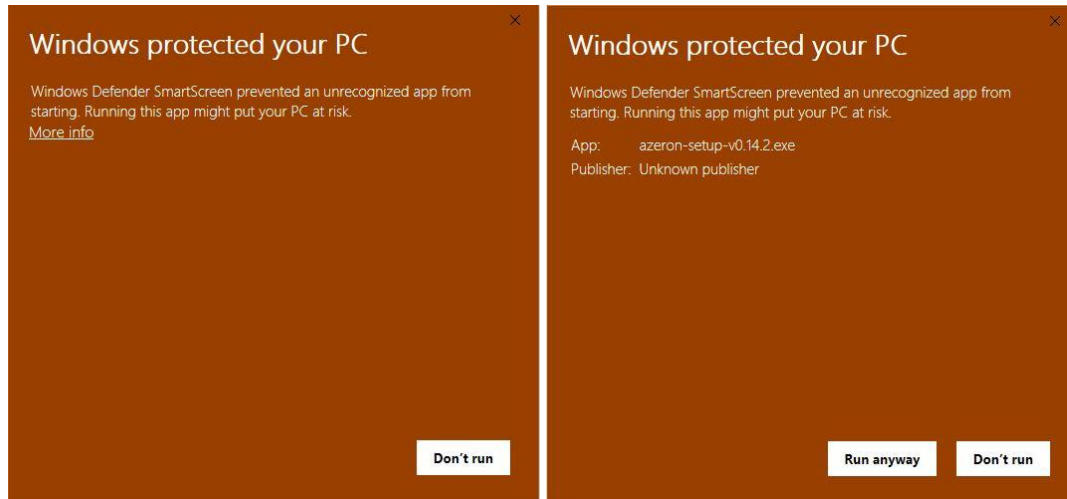 Windows protected your PC
Windows Defender SmartScreen prevented an unrecognized app from
starting. Running this app might put your PC at risk.
More info
Don't run
Windows protected your PC
Windows Defender SmartScreen prevented an unrecognized app from
starting. Running this app might put your PC at risk.
App: azeron-setup-v0.14.2.exe
Publisher: Unknown publisher
Run anyway Don't run